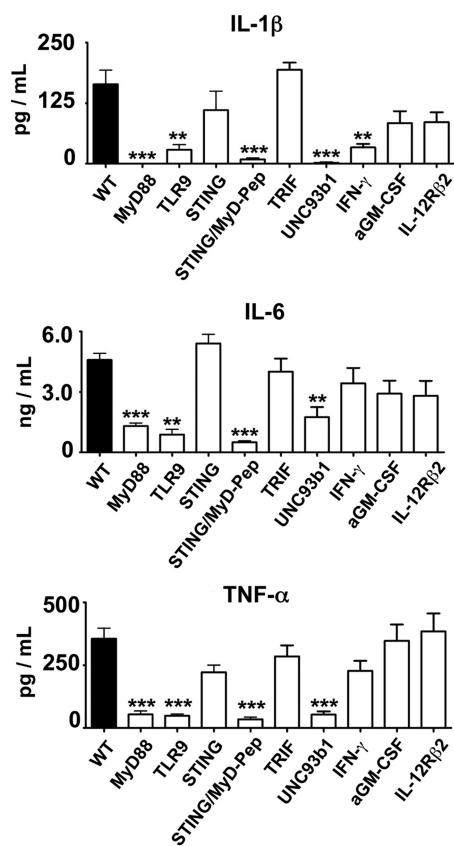 IL-1β
250
125
0
pg / mL
*** ** *** *** **
WT MyD88 TLR9 STING STING/MyD-Pep TRIF UNC93b1 IFN-γ aGM-CSF IL-12Rβ2
IL-6
6.0
3.0
0
ng / mL
*** ** *** **
WT MyD88 TLR9 STING STING/MyD-Pep TRIF UNC93b1 IFN-γ aGM-CSF IL-12Rβ2
TNF-α
500
250
0
pg / mL
*** *** *** ***
WT MyD88 TLR9 STING STING/MyD-Pep TRIF UNC93b1 IFN-γ aGM-CSF IL-12Rβ2